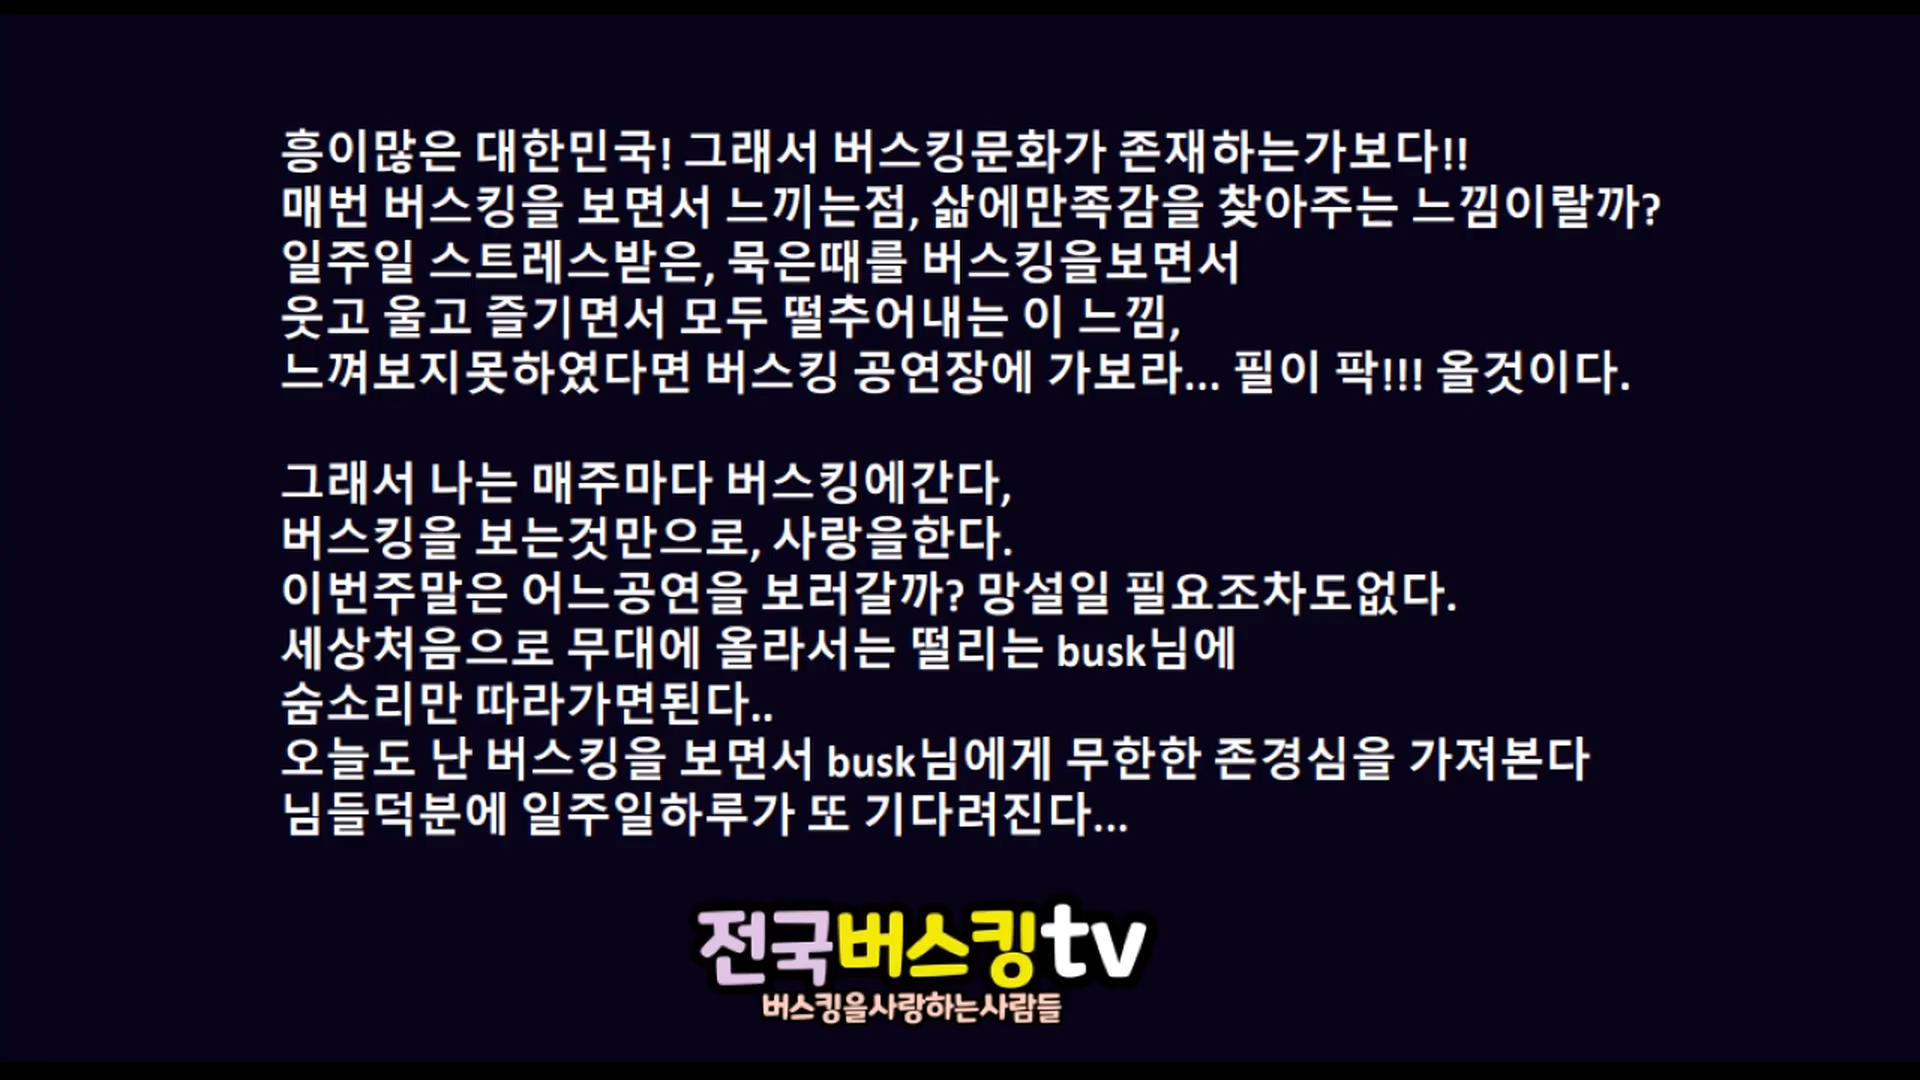 흥이많은 대한민국! 그래서 버스킹문화가 존재하는가보다!!
매번 버스킹을 보면서 느끼는점, 삶에만족감을 찾아주는 느낌이랄까?
일주일 스트레스받은, 묵은때를 버스킹을보면서
웃고 울고 즐기면서 모두 떨추어내는 이 느낌,
느껴보지못하였다면 버스킹 공연장에 가보라... 필이 팍!!! 올것이다.
그래서 나는 매주마다 버스킹에간다,
버스킹을 보는것만으로, 사랑을한다.
이번주말은 어느공연을 보러갈까? 망설일 필요조차도없다.
세상처음으로 무대에 올라서는 떨리는 busk님에
숨소리만 따라가면된다..
오늘도 난 버스킹을 보면서 busk님에게 무한한 존경심을 가져본다
님들덕분에 일주일하루가 또 기다려진다...
전국버스킹tv
버스킹을사랑하는사람들